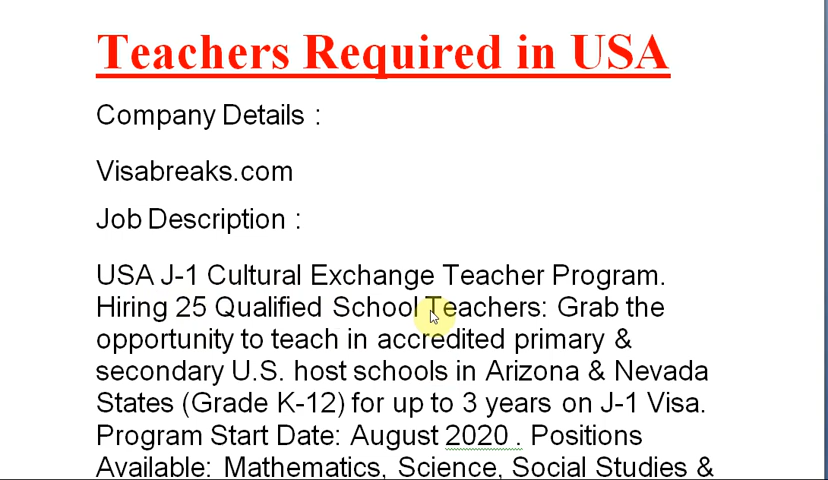 Teachers Required in USA
Company Details :
Visabreaks.com
Job Description :
USA J-1 Cultural Exchange Teacher Program.
Hiring 25 Qualified School Teachers: Grab the
opportunity to teach in accredited primary &
secondary U.S. host schools in Arizona & Nevada
States (Grade K-12) for up to 3 years on J-1 Visa.
Program Start Date: August 2020 . Positions
Available: Mathematics, Science, Social Studies &